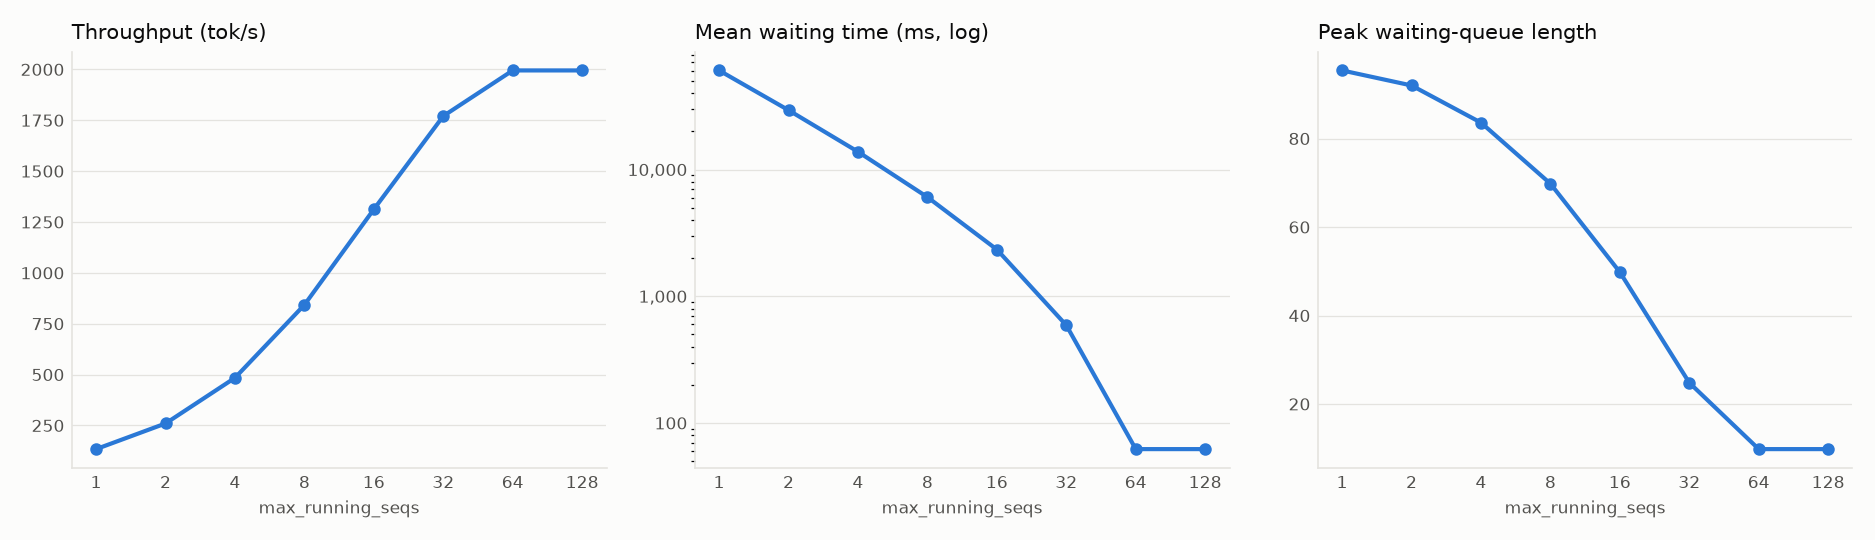 Throughput (tok/s)
2000
1750
1500
1250
1000
750
500
250
1 2 4 8 16 32 64 128
max_running_seqs
Mean waiting time (ms, log)
10,000
1,000
100
1 2 4 8 16 32 64 128
max_running_seqs
Peak waiting-queue length
80
60
40
20
1 2 4 8 16 32 64 128
max_running_seqs